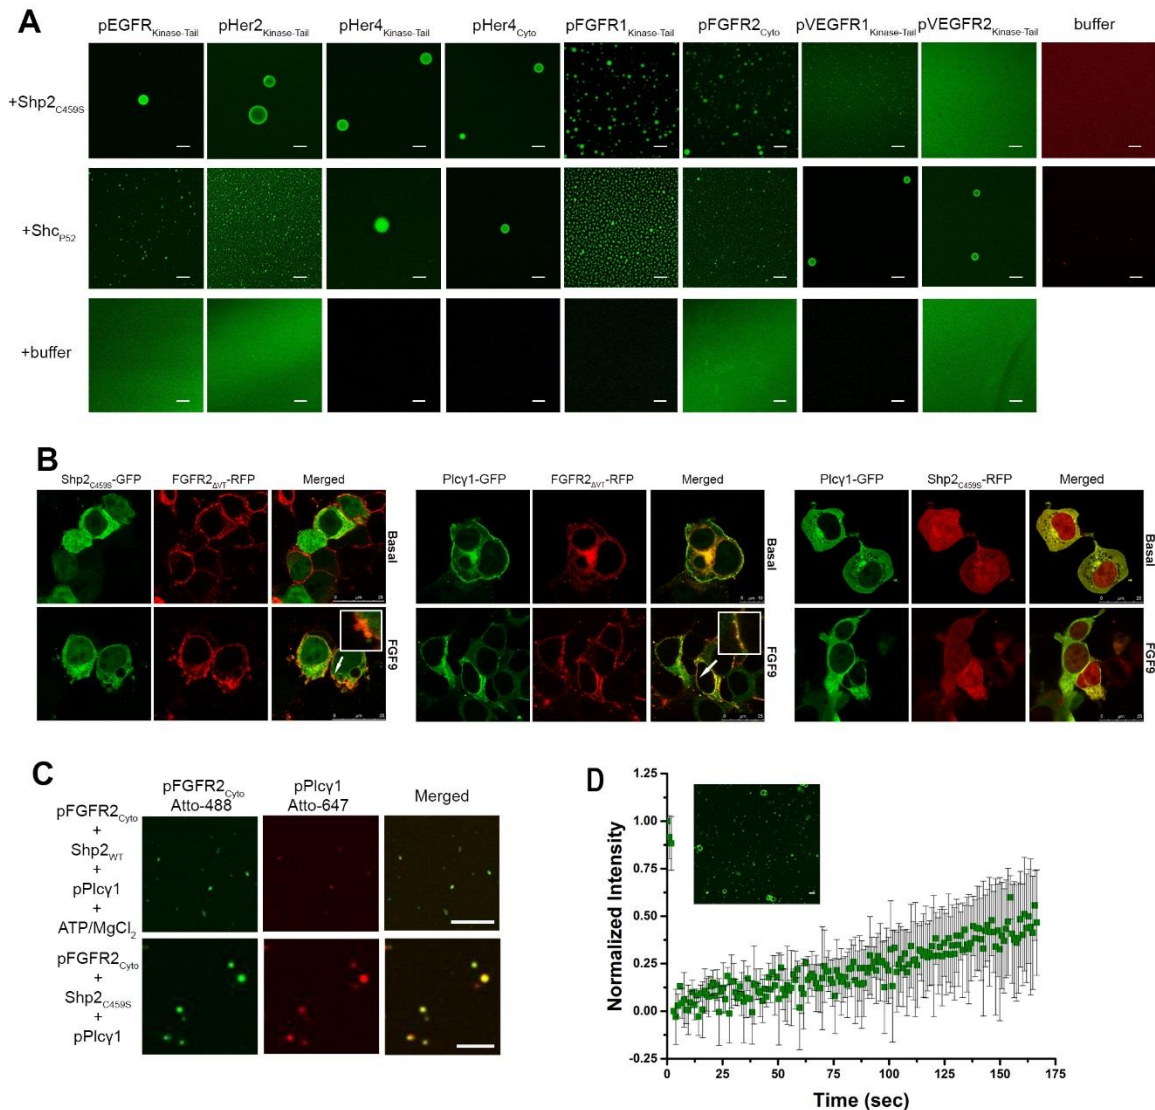 A
pEGFRKinase-Tail pHer2Kinase-Tail pHer4Kinase-Tail pHer4Cyto pFGFR1Kinase-Tail pFGFR2Cyto pVEGFR1Kinase-Tail pVEGFR2Kinase-Tail buffer
+Shp2C459S
+ShcP52
+buffer
B
Shp2C459S-GFP FGFR2ΔVT-RFP Merged Plcγ1-GFP FGFR2ΔVT-RFP Merged Plcγ1-GFP Shp2C459S-RFP Merged
Basal Basal Basal
FGF9 FGF9 FGF9
C
pFGFR2Cyto pPlcγ1 Merged
Atto-488 Atto-647
pFGFR2Cyto
+
Shp2WT
+
pPlcγ1
+
ATP/MgCl2
pFGFR2Cyto
+
Shp2C459S
+
pPlcγ1
D
Normalized Intensity
1.25
1.00
0.75
0.50
0.25
0.00
-0.25
0 25 50 75 100 125 150 175
Time (sec)